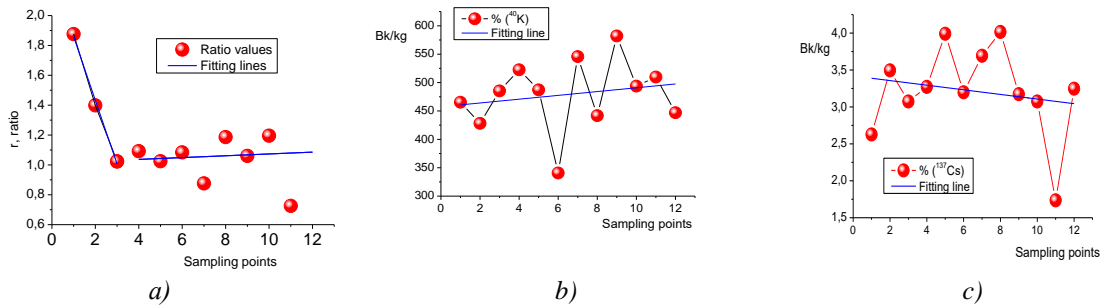 2,0
1,8
1,6
1,4
1,2
1,0
0,8
0,6
r, ratio
Ratio values
Fitting lines
0 2 4 6 8 10 12
Sampling points
a)
Bk/kg
650
600
550
500
450
400
350
300
% (⁴⁰K)
Fitting line
0 2 4 6 8 10 12
Sampling points
b)
Bk/kg
4,0
3,5
3,0
2,5
2,0
1,5
% (¹³⁷Cs)
Fitting line
0 2 4 6 8 10 12
Sampling points
c)